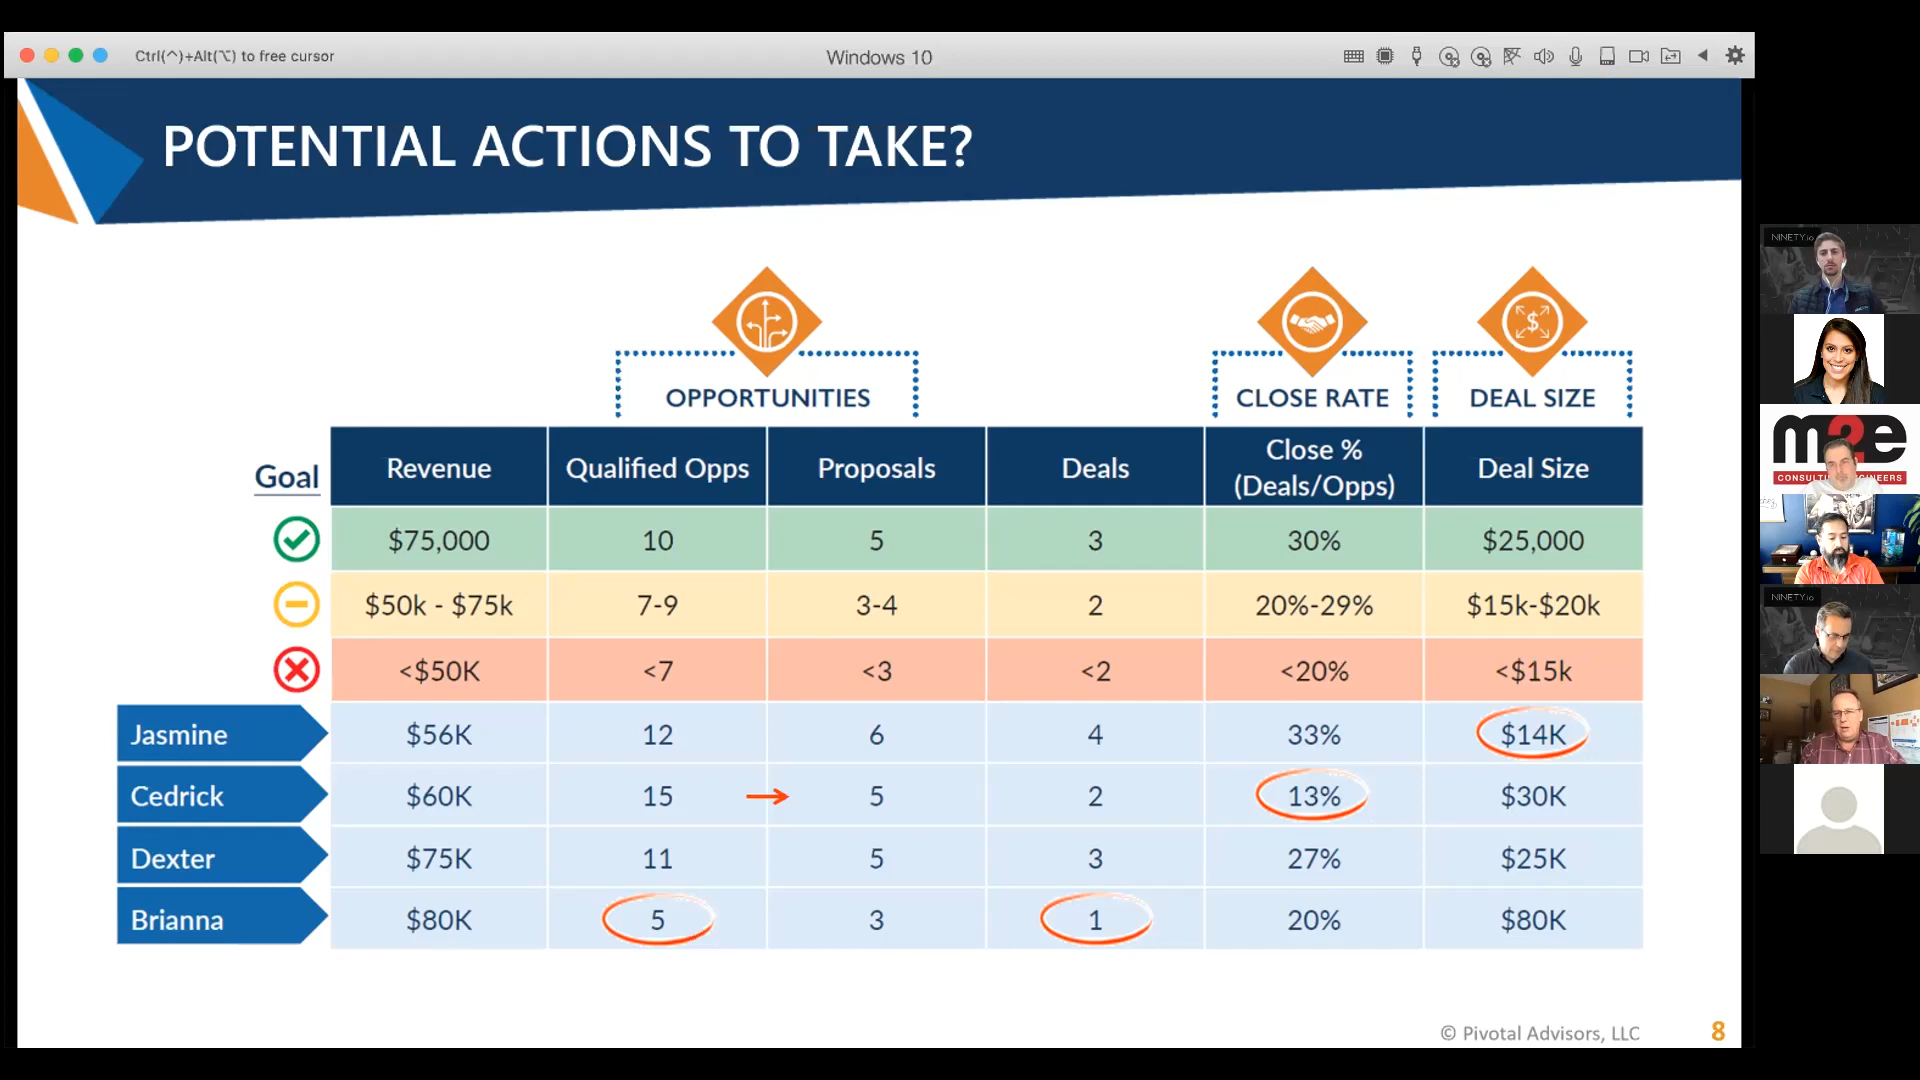 Ctrl(^)+Alt(⌥) to free cursor
Windows 10
POTENTIAL ACTIONS TO TAKE?
OPPORTUNITIES
CLOSE RATE
DEAL SIZE
Goal
Revenue
Qualified Opps
Proposals
Deals
Close %
(Deals/Opps)
Deal Size
$75,000 10 5 3 30% $25,000
$50k - $75k 7-9 3-4 2 20%-29% $15k-$20k
<$50K <7 <3 <2 <20% <$15k
Jasmine $56K 12 6 4 33% $14K
Cedrick $60K 15 → 5 2 13% $30K
Dexter $75K 11 5 3 27% $25K
Brianna $80K 5 3 1 20% $80K
© Pivotal Advisors, LLC
8
NINETY.io
m2e
NINETY.io